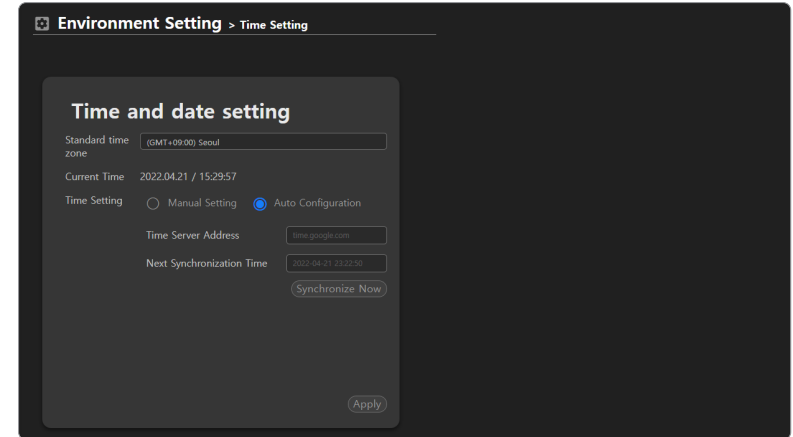 Environment Setting > Time Setting
Time and date setting
Standard time
zone
(GMT+09:00) Seoul
Current Time 2022.04.21 / 15:29:57
Time Setting Manual Setting Auto Configuration
Time Server Address time.google.com
Next Synchronization Time 2022-04-21 23:22:50
Synchronize Now
Apply